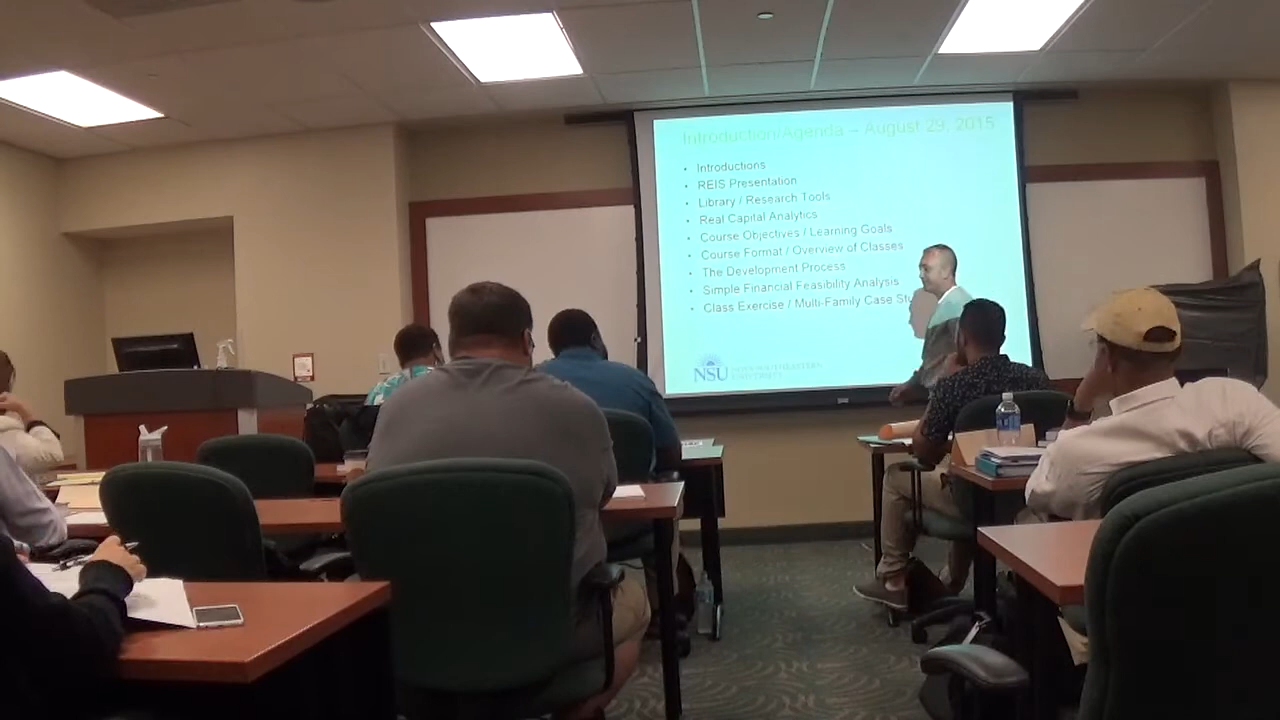 Introduction/Agenda – August 29, 2015
• Introductions
• REIS Presentation
• Library / Research Tools
• Real Capital Analytics
• Course Objectives / Learning Goals
• Course Format / Overview of Classes
• The Development Process
• Simple Financial Feasibility Analysis
• Class Exercise / Multi-Family Case
NSU
UNIVERSITY